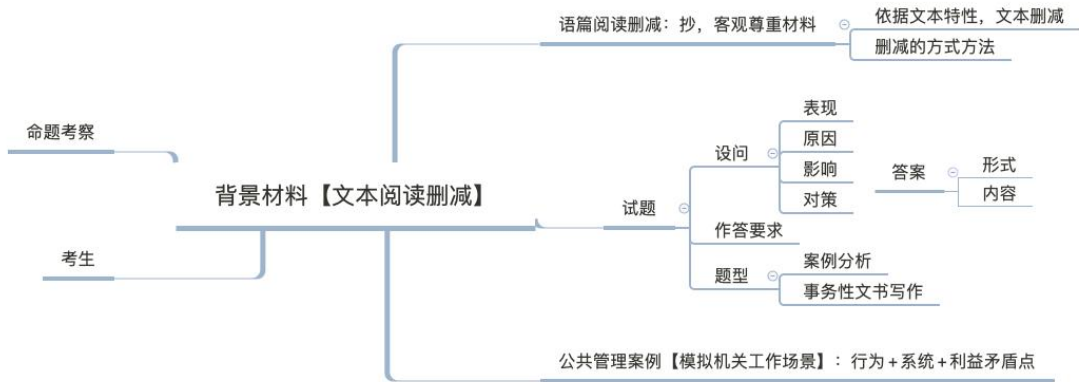 语篇阅读删减：抄，客观尊重材料
依据文本特性，文本删减
删减的方式方法
命题考察
背景材料【文本阅读删减】
考生
试题
设问
表现
原因
影响
对策
答案
形式
内容
作答要求
题型
案例分析
事务性文书写作
公共管理案例【模拟机关工作场景】：行为+系统+利益矛盾点